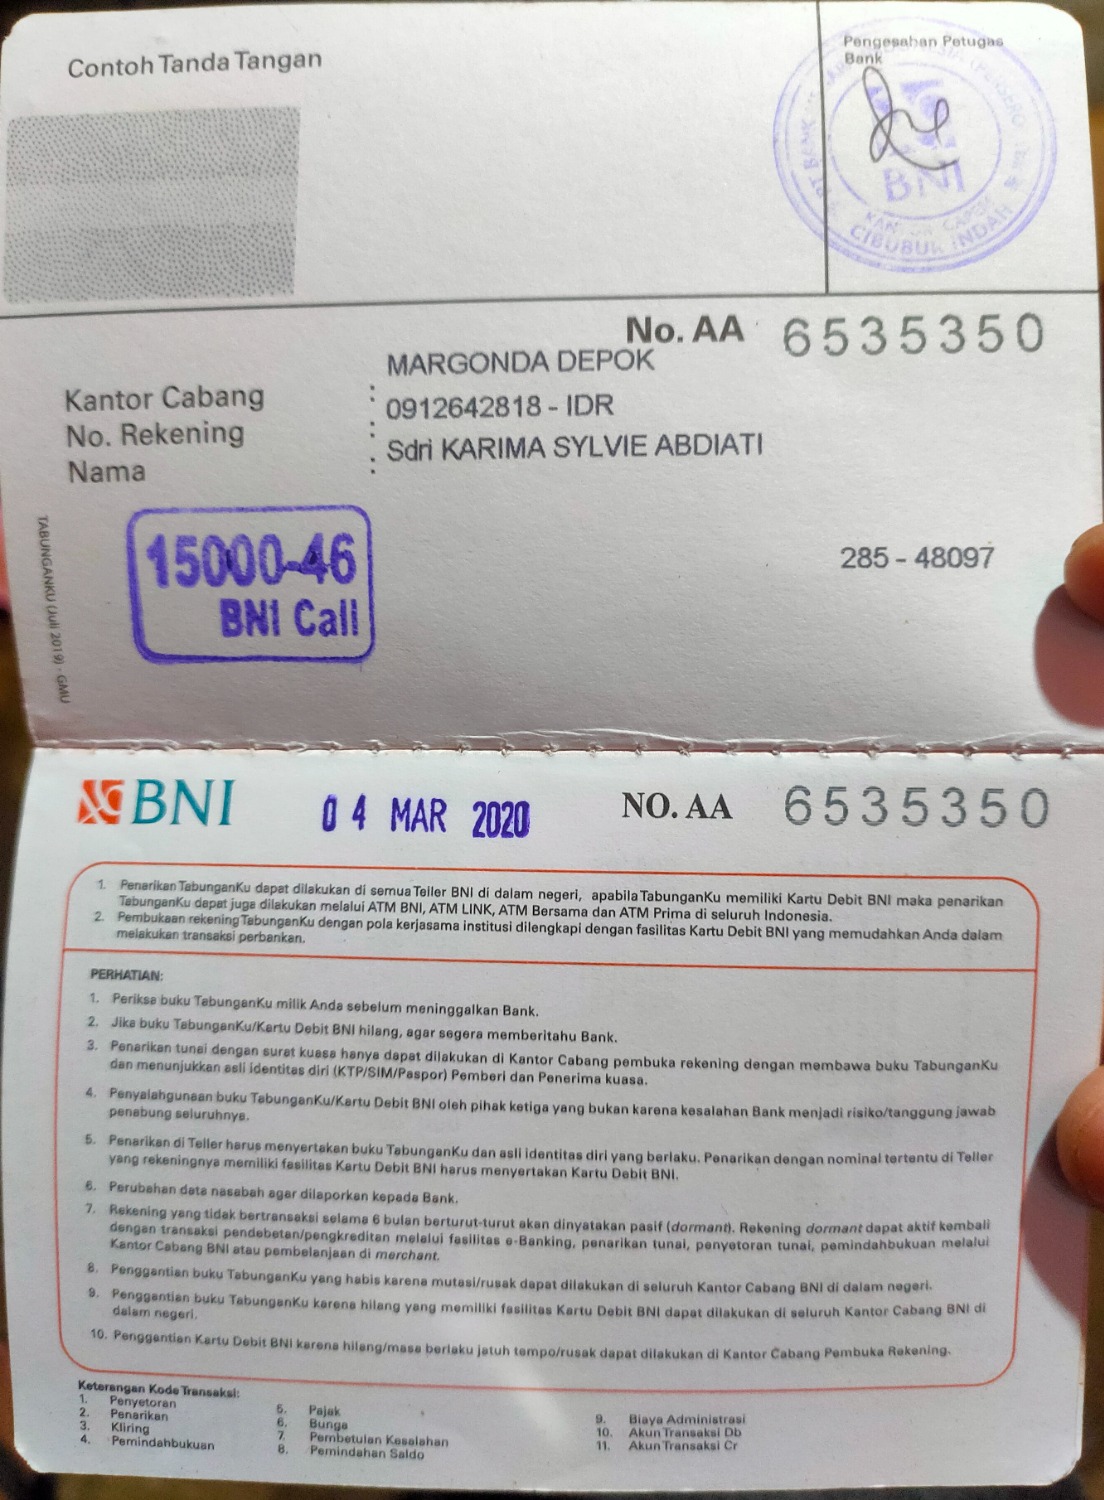 Contoh Tanda Tangan
Pengesahan Petugas
Bank
BNI
KANTOR CAPEM
CIBUBUR INDAH
No. AA 6535350
MARGONDA DEPOK
Kantor Cabang :
0912642818 - IDR
No. Rekening :
Sdri KARIMA SYLVIE ABDIATI
Nama :
15000-46
BNI Call
285 - 48097
TABUNGANKU (Juli 2019) - GMU
BNI
04 MAR 2020
NO. AA 6535350
1. Penarikan TabunganKu dapat dilakukan di semua Teller BNI di dalam negeri, apabila TabunganKu memiliki Kartu Debit BNI maka penarikan
TabunganKu dapat juga dilakukan melalui ATM BNI, ATM LINK, ATM Bersama dan ATM Prima di seluruh Indonesia.
2. Pembukaan rekening TabunganKu dengan pola kerjasama institusi dilengkapi dengan fasilitas Kartu Debit BNI yang memudahkan Anda dalam
melakukan transaksi perbankan.
PERHATIAN:
1. Periksa buku TabunganKu milik Anda sebelum meninggalkan Bank.
2. Jika buku TabunganKu/Kartu Debit BNI hilang, agar segera memberitahu Bank.
3. Penarikan tunai dengan surat kuasa hanya dapat dilakukan di Kantor Cabang pembuka rekening dengan membawa buku TabunganKu
dan menunjukkan asli identitas diri (KTP/SIM/Paspor) Pemberi dan Penerima kuasa.
4. Penyalahgunaan buku TabunganKu/Kartu Debit BNI oleh pihak ketiga yang bukan karena kesalahan Bank menjadi risiko/tanggung jawab
penabung seluruhnya.
5. Penarikan di Teller harus menyertakan buku TabunganKu dan asli identitas diri yang berlaku. Penarikan dengan nominal tertentu di Teller
yang rekeningnya memiliki fasilitas Kartu Debit BNI harus menyertakan Kartu Debit BNI.
6. Perubahan data nasabah agar dilaporkan kepada Bank.
7. Rekening yang tidak bertransaksi selama 6 bulan berturut-turut akan dinyatakan pasif (dormant). Rekening dormant dapat aktif kembali
dengan transaksi pendebetan/pengkreditan melalui fasilitas e-Banking, penarikan tunai, penyetoran tunai, pemindahbukuan melalui
Kantor Cabang BNI atau pembelanjaan di merchant.
8. Penggantian buku TabunganKu yang habis karena mutasi/rusak dapat dilakukan di seluruh Kantor Cabang BNI di dalam negeri.
9. Penggantian buku TabunganKu karena hilang yang memiliki fasilitas Kartu Debit BNI dapat dilakukan di seluruh Kantor Cabang BNI di
dalam negeri.
10. Penggantian Kartu Debit BNI karena hilang/masa berlaku jatuh tempo/rusak dapat dilakukan di Kantor Cabang Pembuka Rekening.
Keterangan Kode Transaksi:
1. Penyetoran
2. Penarikan
3. Kliring
4. Pemindahbukuan
5. Pajak
6. Bunga
7. Pembetulan Kesalahan
8. Pemindahan Saldo
9. Biaya Administrasi
10. Akun Transaksi Db
11. Akun Transaksi Cr